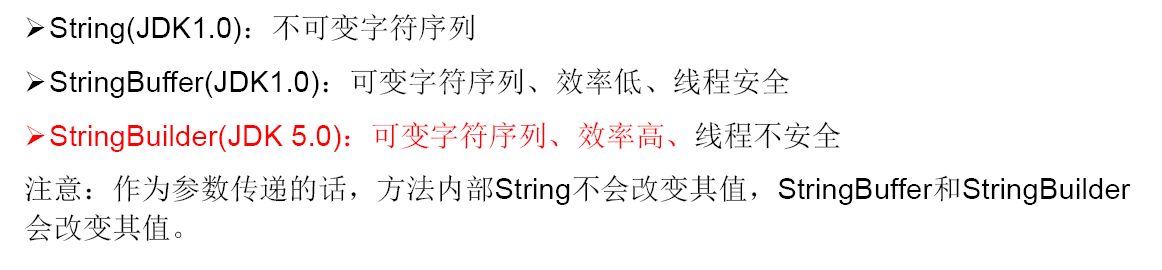 ➢String(JDK1.0)：不可变字符序列
➢StringBuffer(JDK1.0)：可变字符序列、效率低、线程安全
➢StringBuilder(JDK 5.0)：可变字符序列、效率高、线程不安全
注意：作为参数传递的话，方法内部String不会改变其值，StringBuffer和StringBuilder
会改变其值。